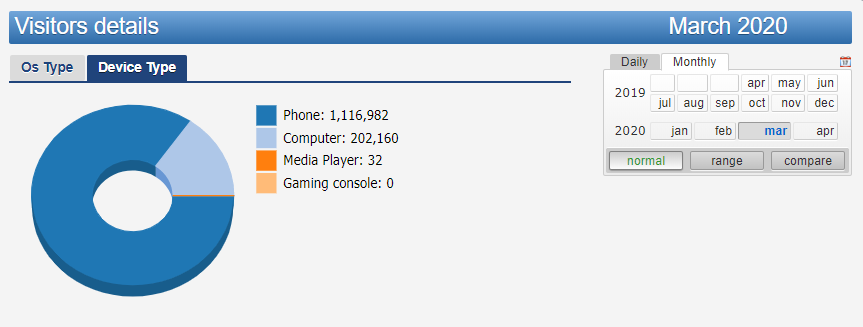 Visitors details March 2020
Os Type Device Type
Phone: 1,116,982
Computer: 202,160
Media Player: 32
Gaming console: 0
Daily Monthly
2019 apr may jun
jul aug sep oct nov dec
2020 jan feb mar apr
normal range compare